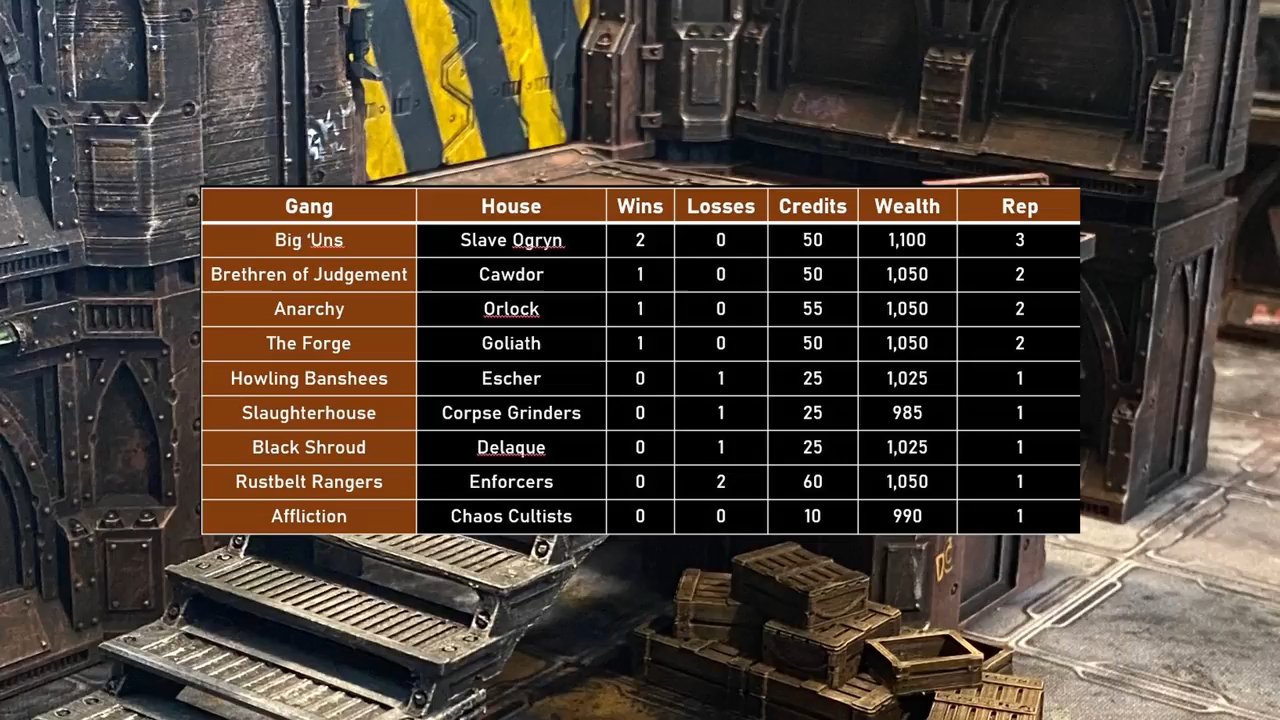 Gang House Wins Losses Credits Wealth Rep
Big ‘Uns Slave Ogryn 2 0 50 1,100 3
Brethren of Judgement Cawdor 1 0 50 1,050 2
Anarchy Orlock 1 0 55 1,050 2
The Forge Goliath 1 0 50 1,050 2
Howling Banshees Escher 0 1 25 1,025 1
Slaughterhouse Corpse Grinders 0 1 25 985 1
Black Shroud Delaque 0 1 25 1,025 1
Rustbelt Rangers Enforcers 0 2 60 1,050 1
Affliction Chaos Cultists 0 0 10 990 1